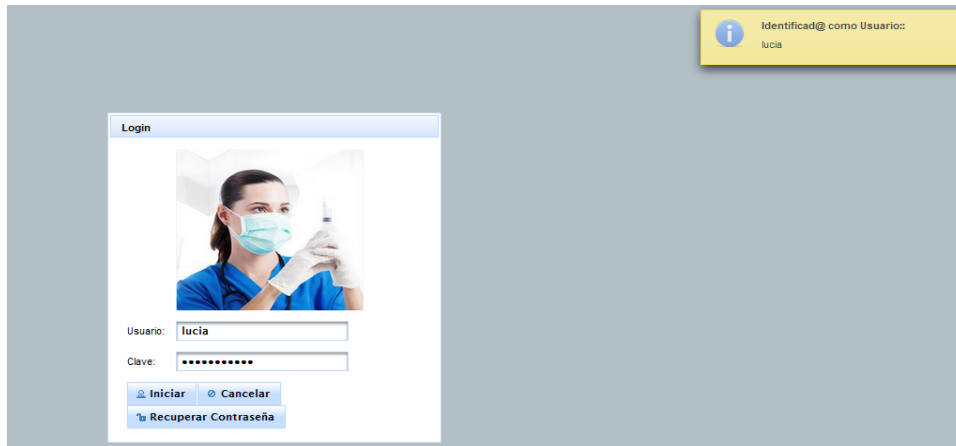 Identificad@ como Usuario::
lucia
Login
Usuario: lucia
Clave: •••••••••••
Iniciar Cancelar
Recuperar Contraseña